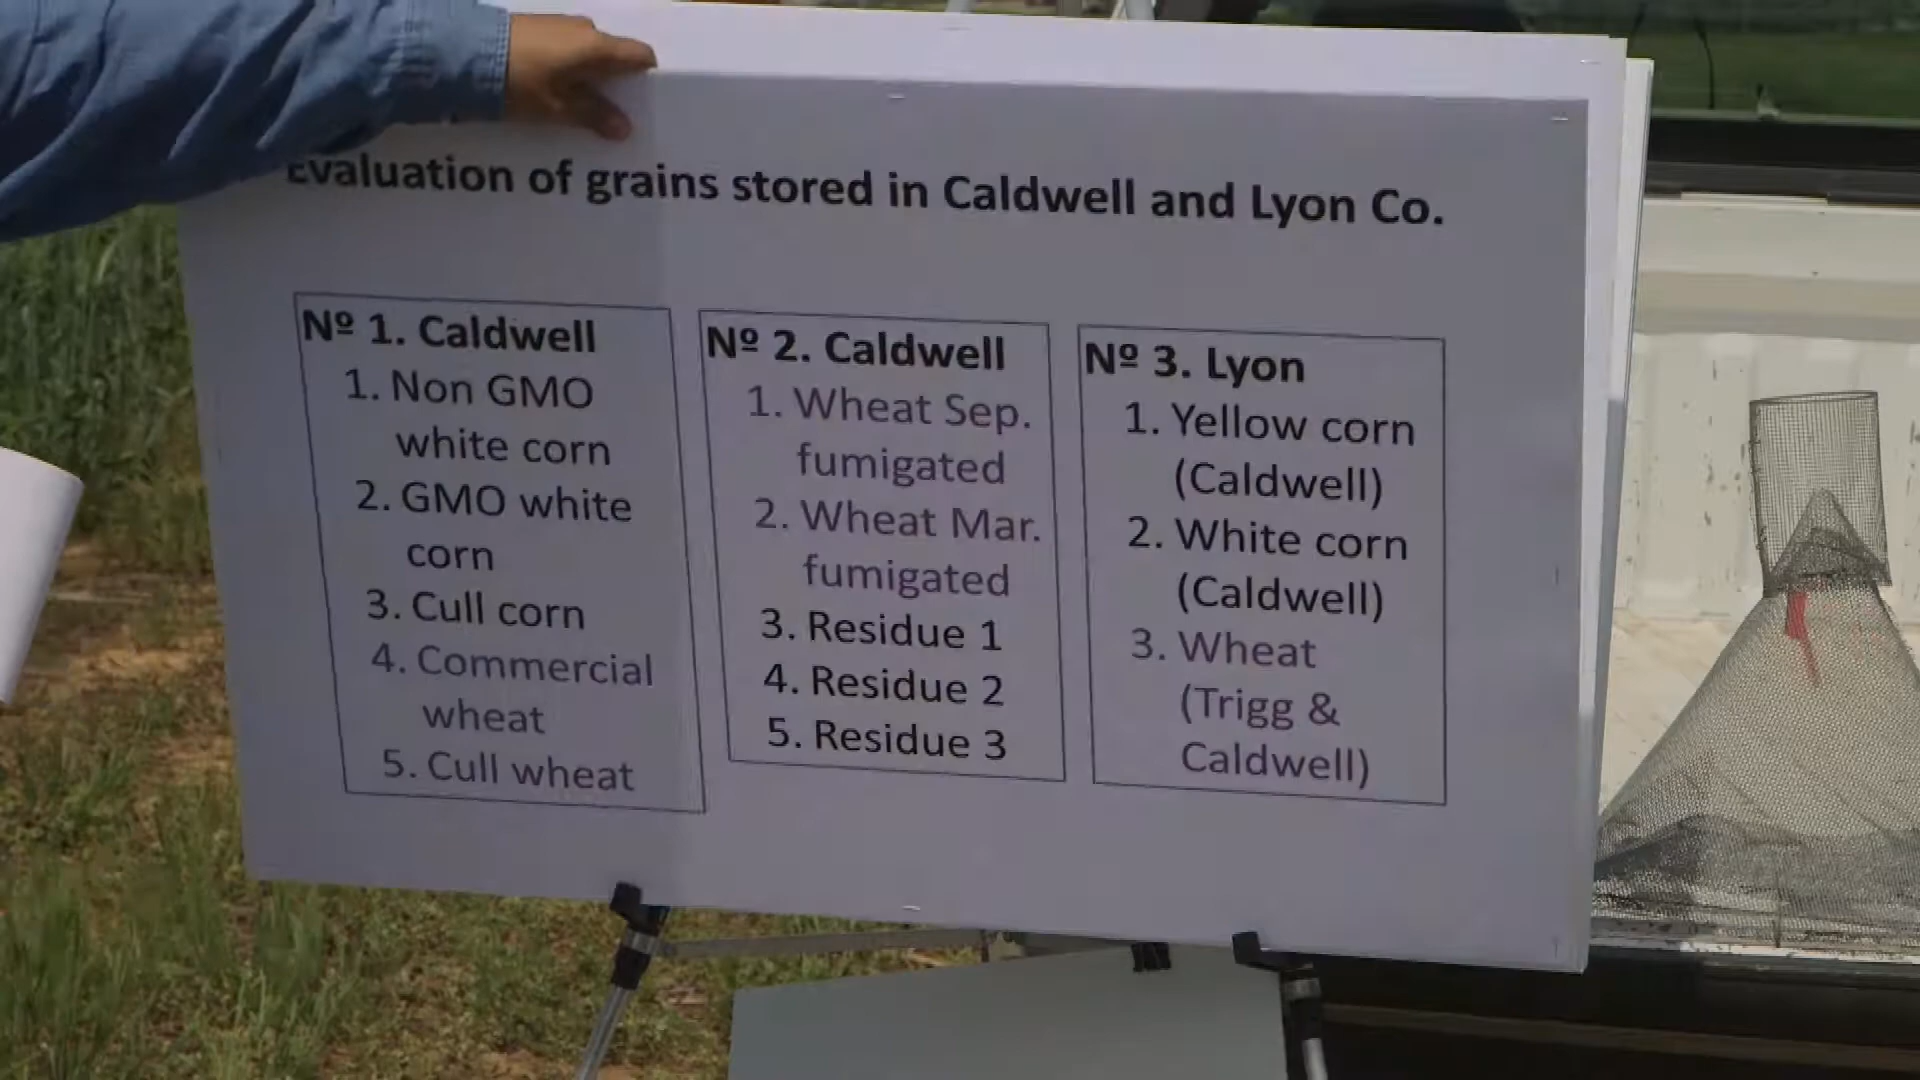 Evaluation of grains stored in Caldwell and Lyon Co.
Nº 1. Caldwell
1. Non GMO
white corn
2. GMO white
corn
3. Cull corn
4. Commercial
wheat
5. Cull wheat
Nº 2. Caldwell
1. Wheat Sep.
fumigated
2. Wheat Mar.
fumigated
3. Residue 1
4. Residue 2
5. Residue 3
Nº 3. Lyon
1. Yellow corn
(Caldwell)
2. White corn
(Caldwell)
3. Wheat
(Trigg &
Caldwell)